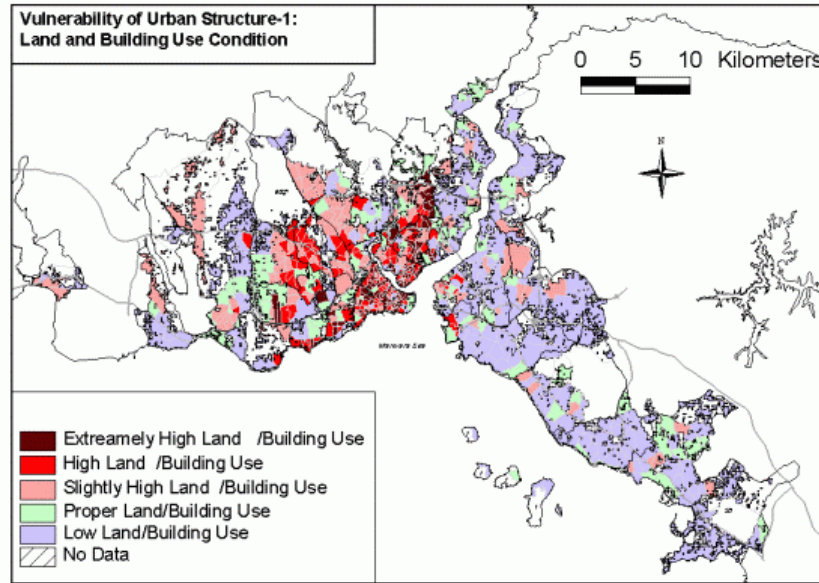 Vulnerability of Urban Structure-1:
Land and Building Use Condition
0 5 10 Kilometers
N
Marmara Sea
Extreamely High Land /Building Use
High Land /Building Use
Slightly High Land /Building Use
Proper Land/Building Use
Low Land/Building Use
No Data